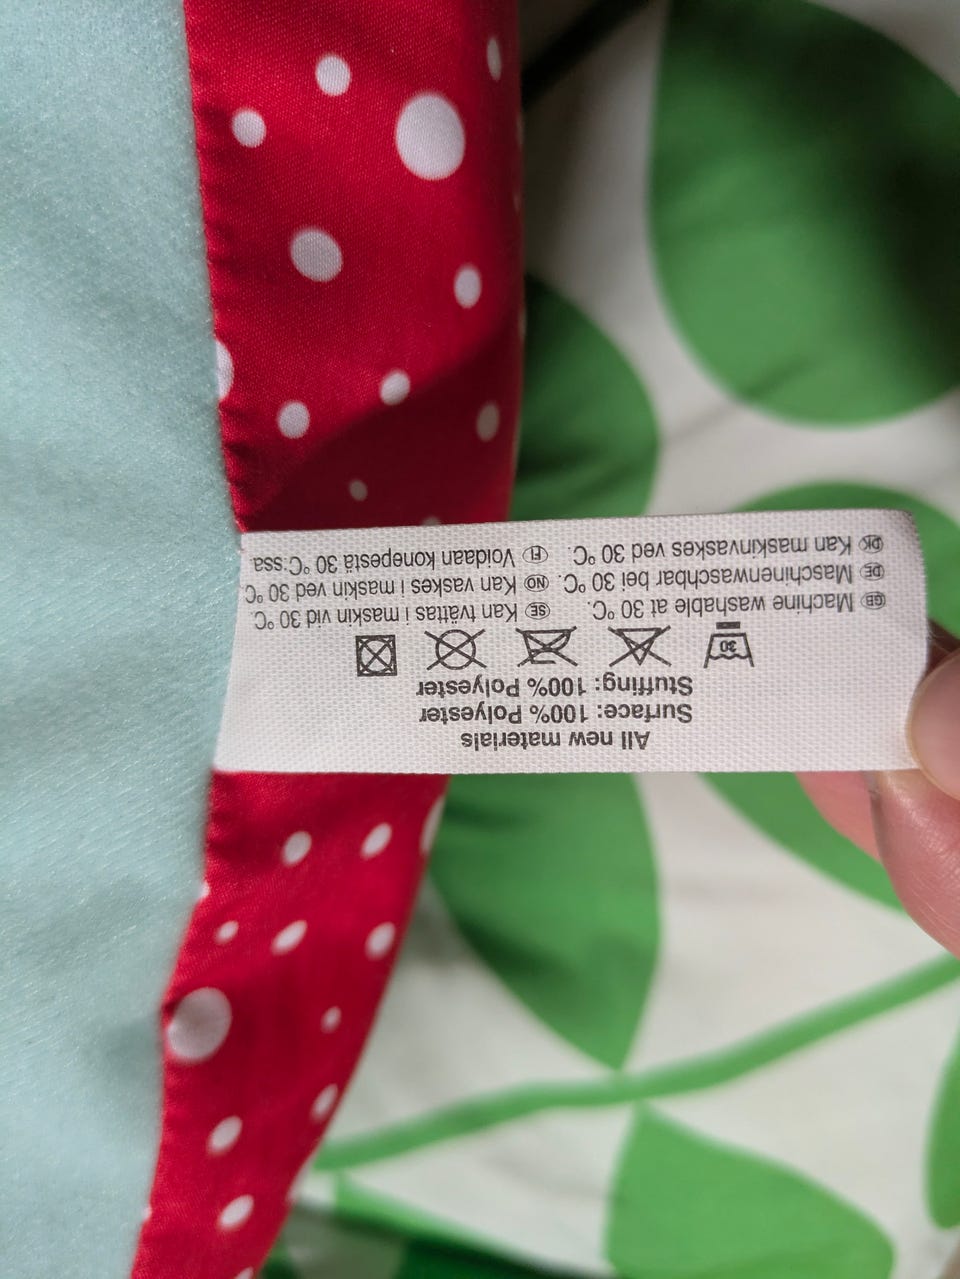 All new materials
Surface: 100% Polyester
Stuffing: 100% Polyester
30
GB Machine washable at 30 °C. SE Kan tvättas i maskin vid 30 °C
DE Maschinenwaschbar bei 30 °C. NO Kan vaskes i maskin ved 30 °C
DK Kan maskinvaskes ved 30 °C. FI Voidaan konepestä 30 °C:ssa.